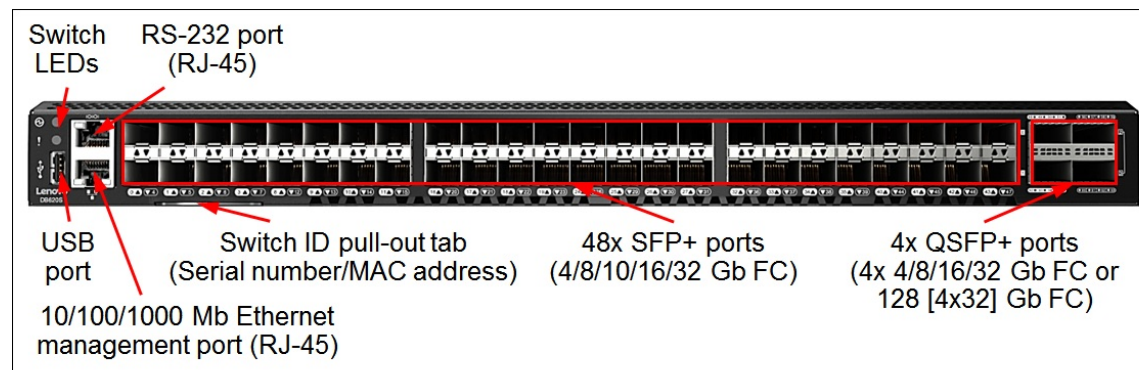 Switch
LEDs
RS-232 port
(RJ-45)
Lenovo
DB620S
USB
port
Switch ID pull-out tab
(Serial number/MAC address)
48x SFP+ ports
(4/8/10/16/32 Gb FC)
4x QSFP+ ports
(4x 4/8/16/32 Gb FC or
128 [4x32] Gb FC)
10/100/1000 Mb Ethernet
management port (RJ-45)